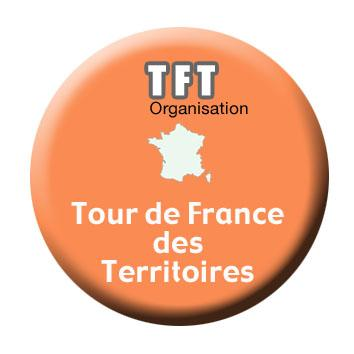 TFT
Organisation
Tour de France
des
Territoires